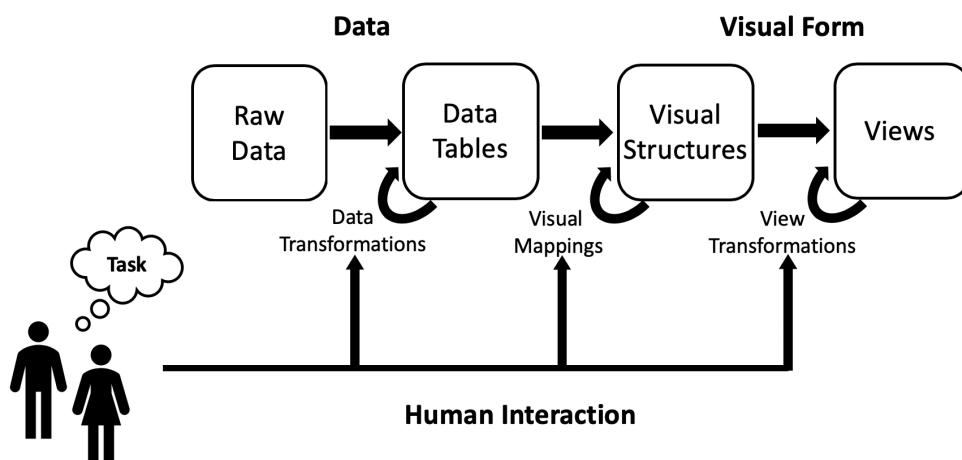 Data
Visual Form
Raw
Data
Data
Tables
Visual
Structures
Views
Data
Transformations
Visual
Mappings
View
Transformations
Task
Human Interaction